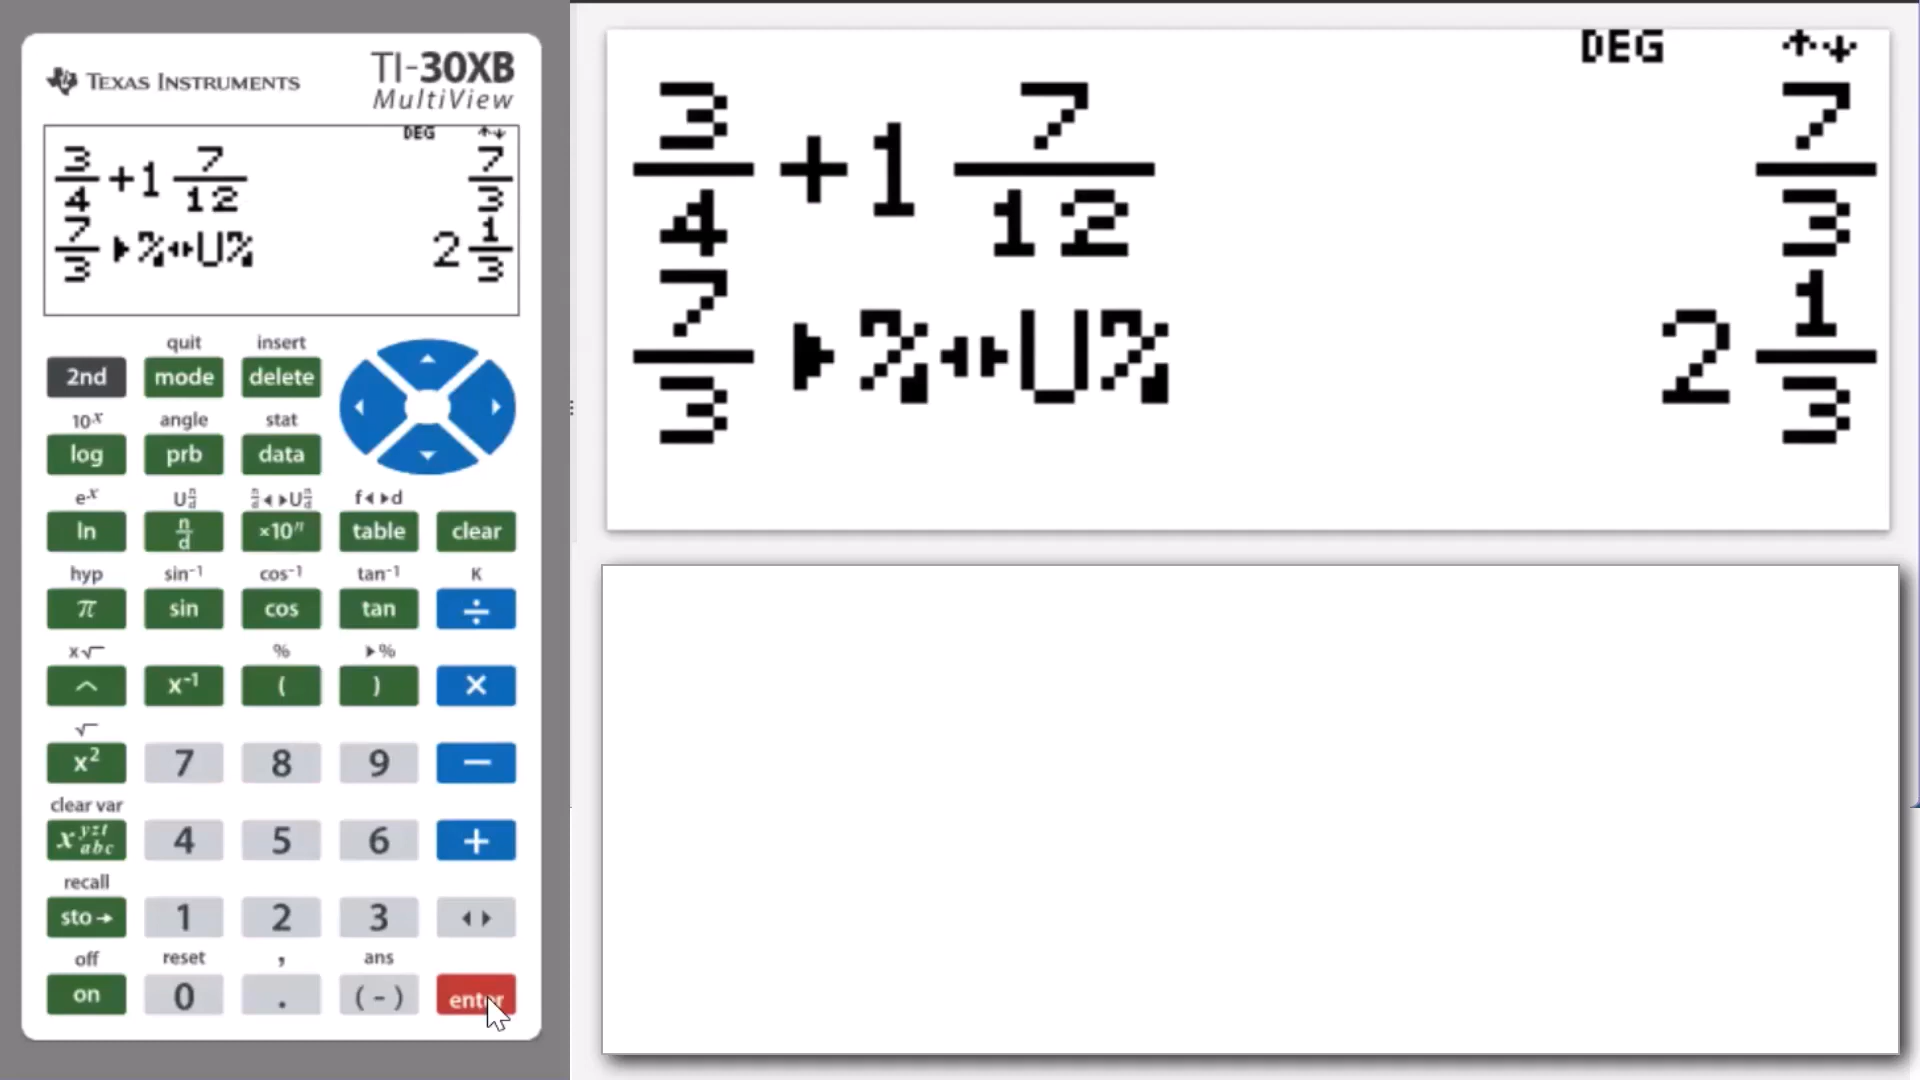 TEXAS INSTRUMENTS
TI-30XB
MultiView
DEG
3/4+1 7/12 7/3
7/3 ▶n/d◂▸Un/d 2 1/3
quit insert
2nd mode delete
10ˣ angle stat
log prb data
eˣ Un/d n/d◂▸Un/d f◂▸d
ln n/d ×10ⁿ table clear
hyp sin⁻¹ cos⁻¹ tan⁻¹ K
π sin cos tan ÷
x√ % ▸%
^ x⁻¹ ( ) ×
√
x² 7 8 9 −
clear var
x yzt abc 4 5 6 +
recall
sto→ 1 2 3 ◂ ▸
off reset , ans
on 0 . (-) enter
DEG ↑↓
3/4+1 7/12 7/3
7/3 ▶n/d◂▸Un/d 2 1/3